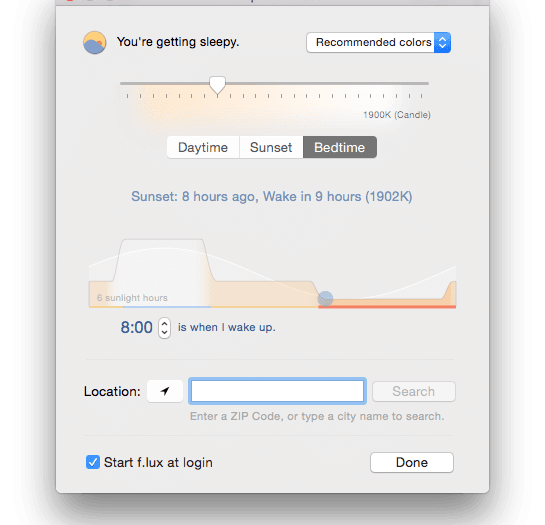 You're getting sleepy.
Recommended colors
1900K (Candle)
Daytime
Sunset
Bedtime
Sunset: 8 hours ago, Wake in 9 hours (1902K)
6 sunlight hours
8:00 is when I wake up.
Location:
Search
Enter a ZIP Code, or type a city name to search.
Start f.lux at login
Done